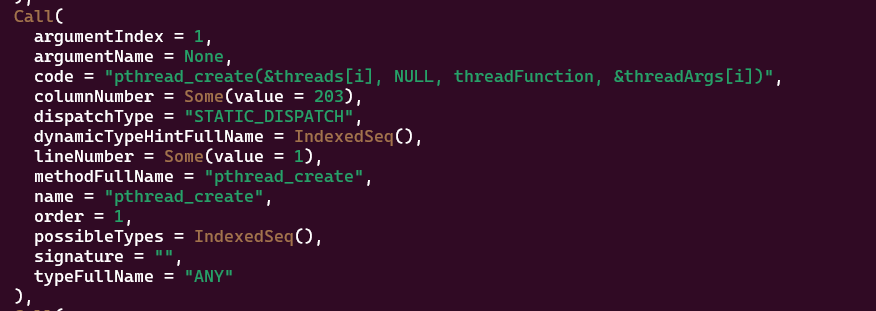 ),
Call(
argumentIndex = 1,
argumentName = None,
code = "pthread_create(&threads[i], NULL, threadFunction, &threadArgs[i])",
columnNumber = Some(value = 203),
dispatchType = "STATIC_DISPATCH",
dynamicTypeHintFullName = IndexedSeq(),
lineNumber = Some(value = 1),
methodFullName = "pthread_create",
name = "pthread_create",
order = 1,
possibleTypes = IndexedSeq(),
signature = "",
typeFullName = "ANY"
),
Call(